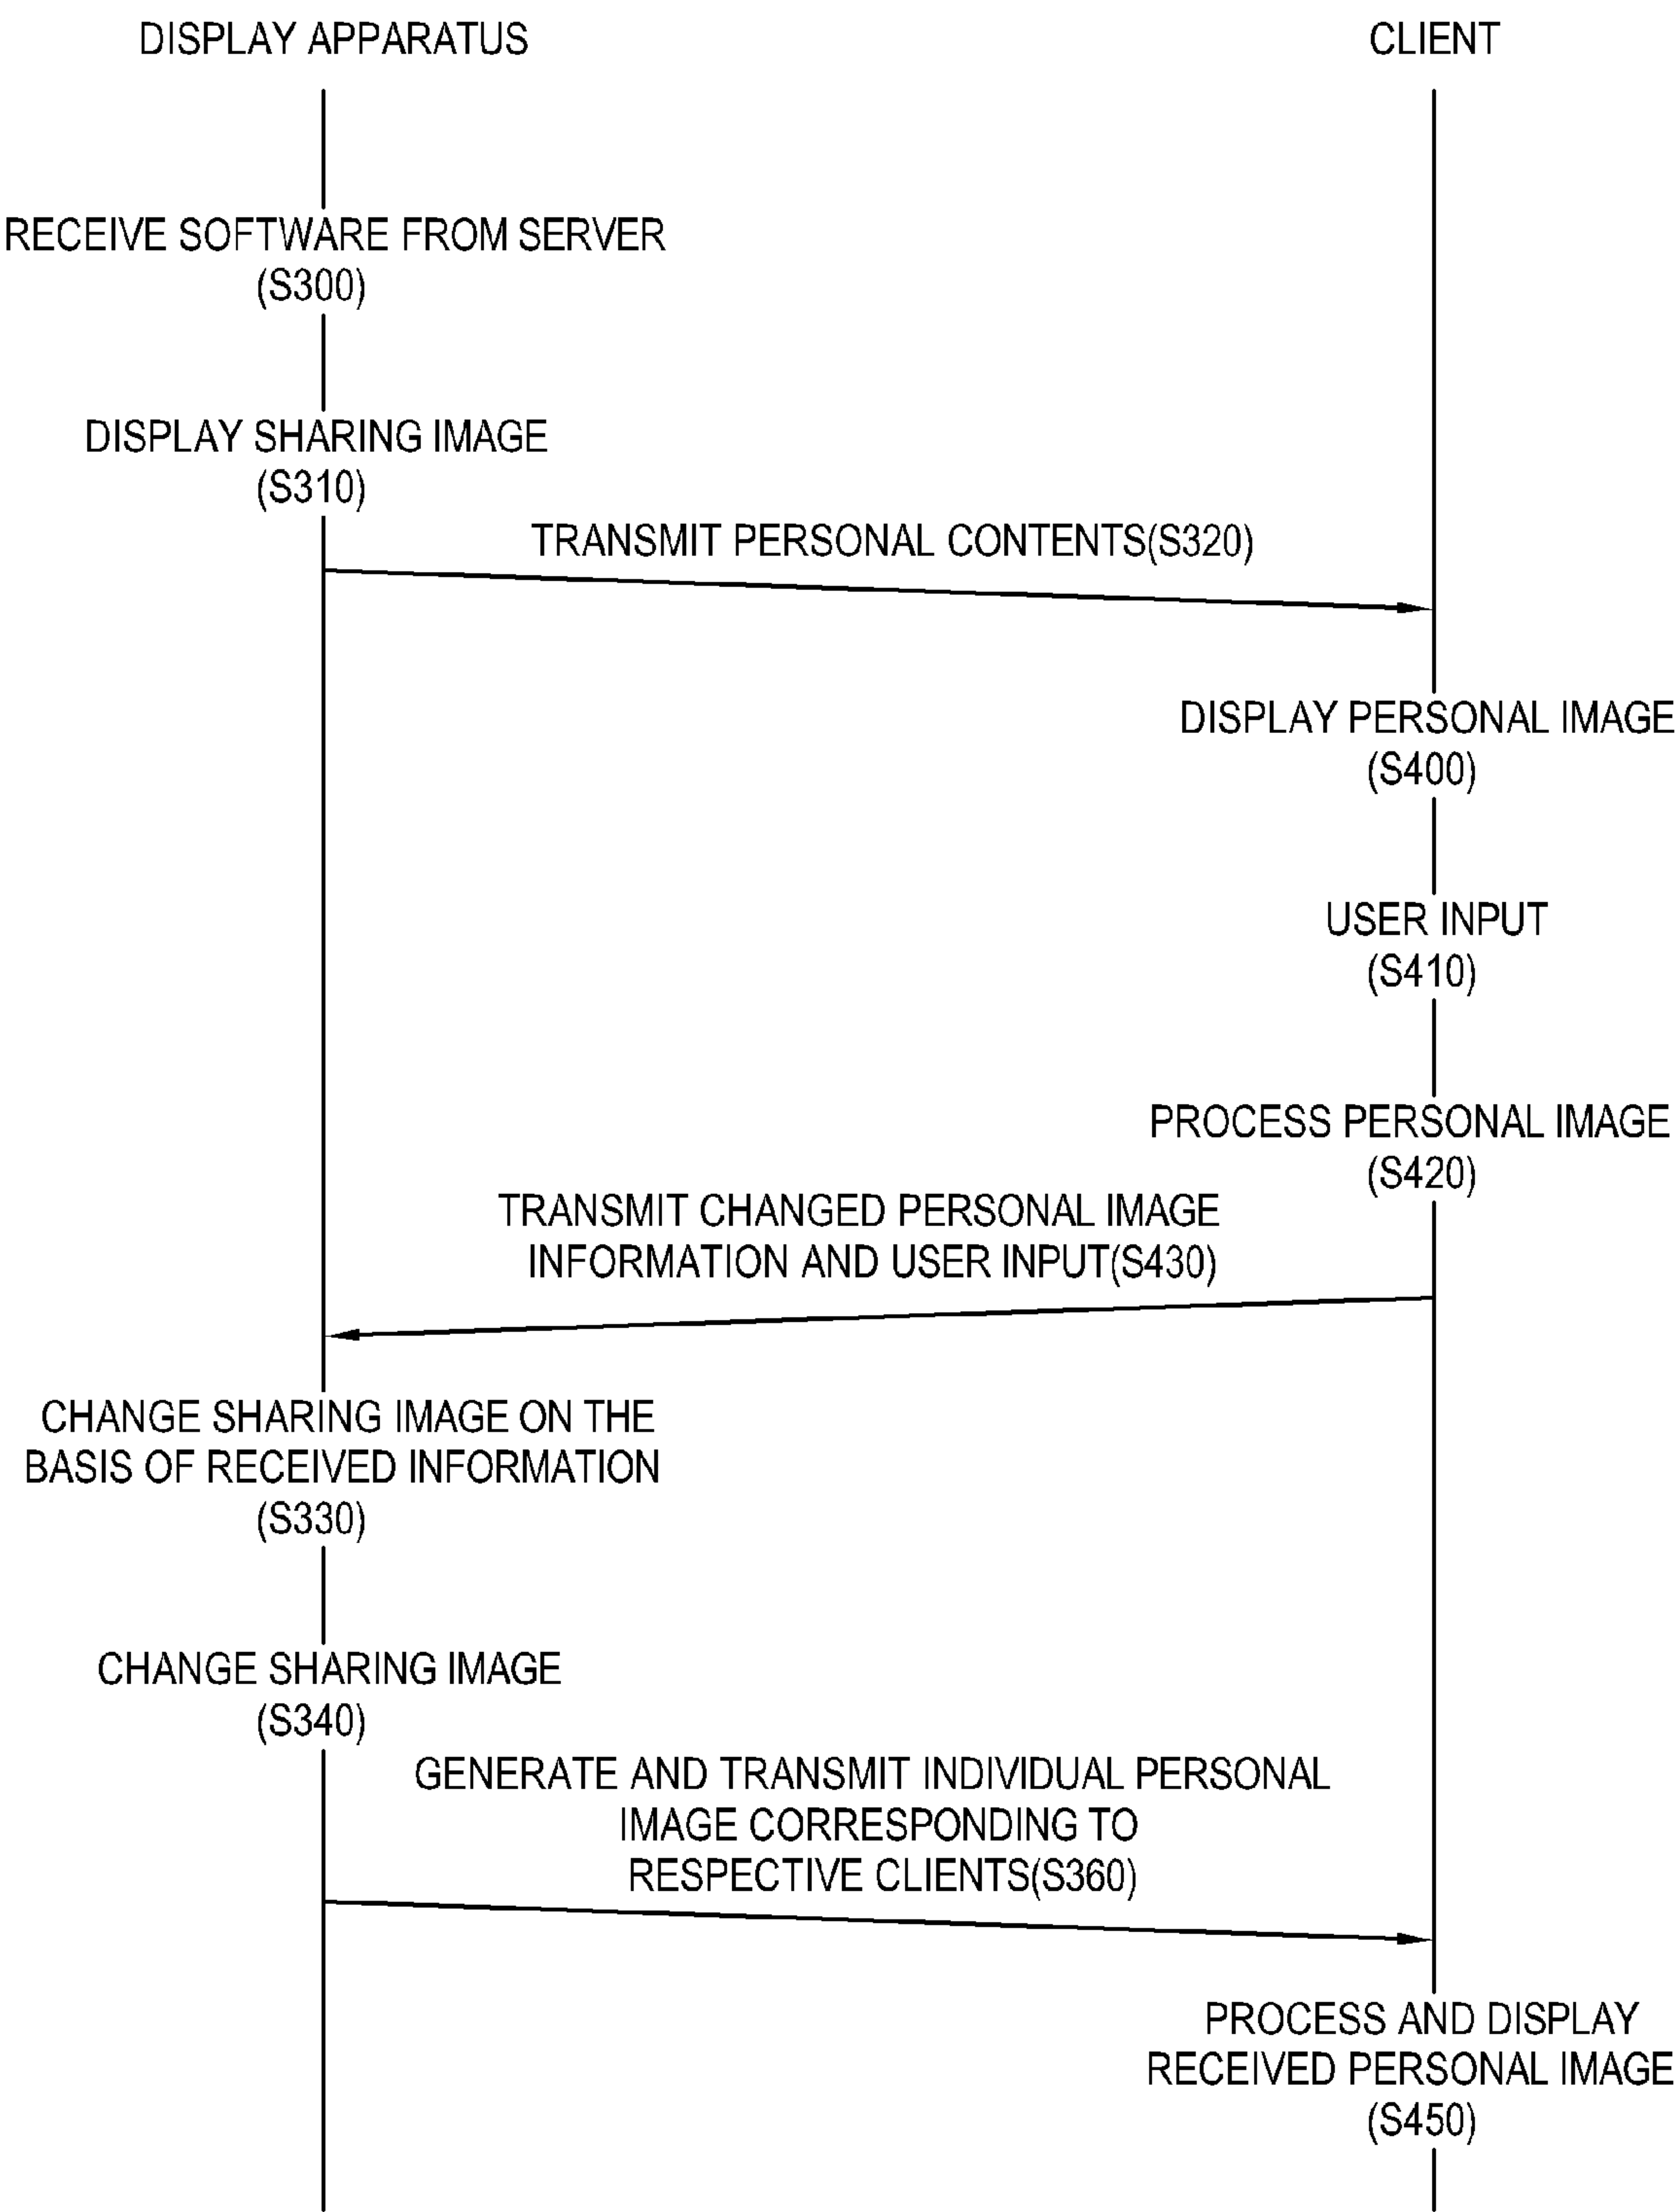 DISPLAY APPARATUS
CLIENT
RECEIVE SOFTWARE FROM SERVER
(S300)
DISPLAY SHARING IMAGE
(S310)
TRANSMIT PERSONAL CONTENTS(S320)
DISPLAY PERSONAL IMAGE
(S400)
USER INPUT
(S410)
PROCESS PERSONAL IMAGE
(S420)
TRANSMIT CHANGED PERSONAL IMAGE
INFORMATION AND USER INPUT(S430)
CHANGE SHARING IMAGE ON THE
BASIS OF RECEIVED INFORMATION
(S330)
CHANGE SHARING IMAGE
(S340)
GENERATE AND TRANSMIT INDIVIDUAL PERSONAL
IMAGE CORRESPONDING TO
RESPECTIVE CLIENTS(S360)
PROCESS AND DISPLAY
RECEIVED PERSONAL IMAGE
(S450)